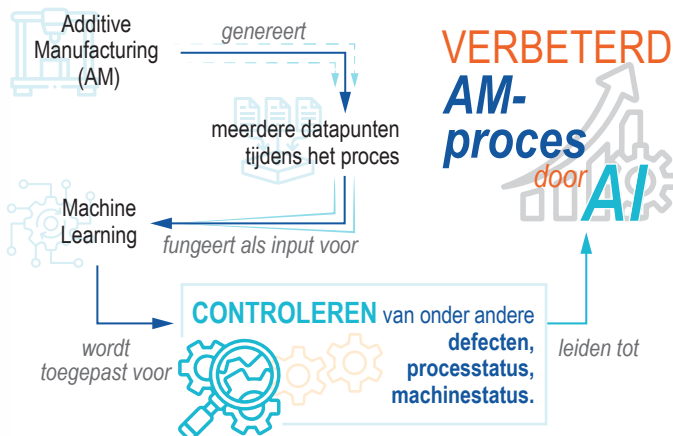 Additive
Manufacturing
(AM)
genereert
meerdere datapunten
tijdens het proces
Machine
Learning
fungeert als input voor
wordt
toegepast voor
CONTROLEREN van onder andere
defecten,
processtatus,
machinestatus.
leiden tot
VERBETERD
AM-
proces
door AI